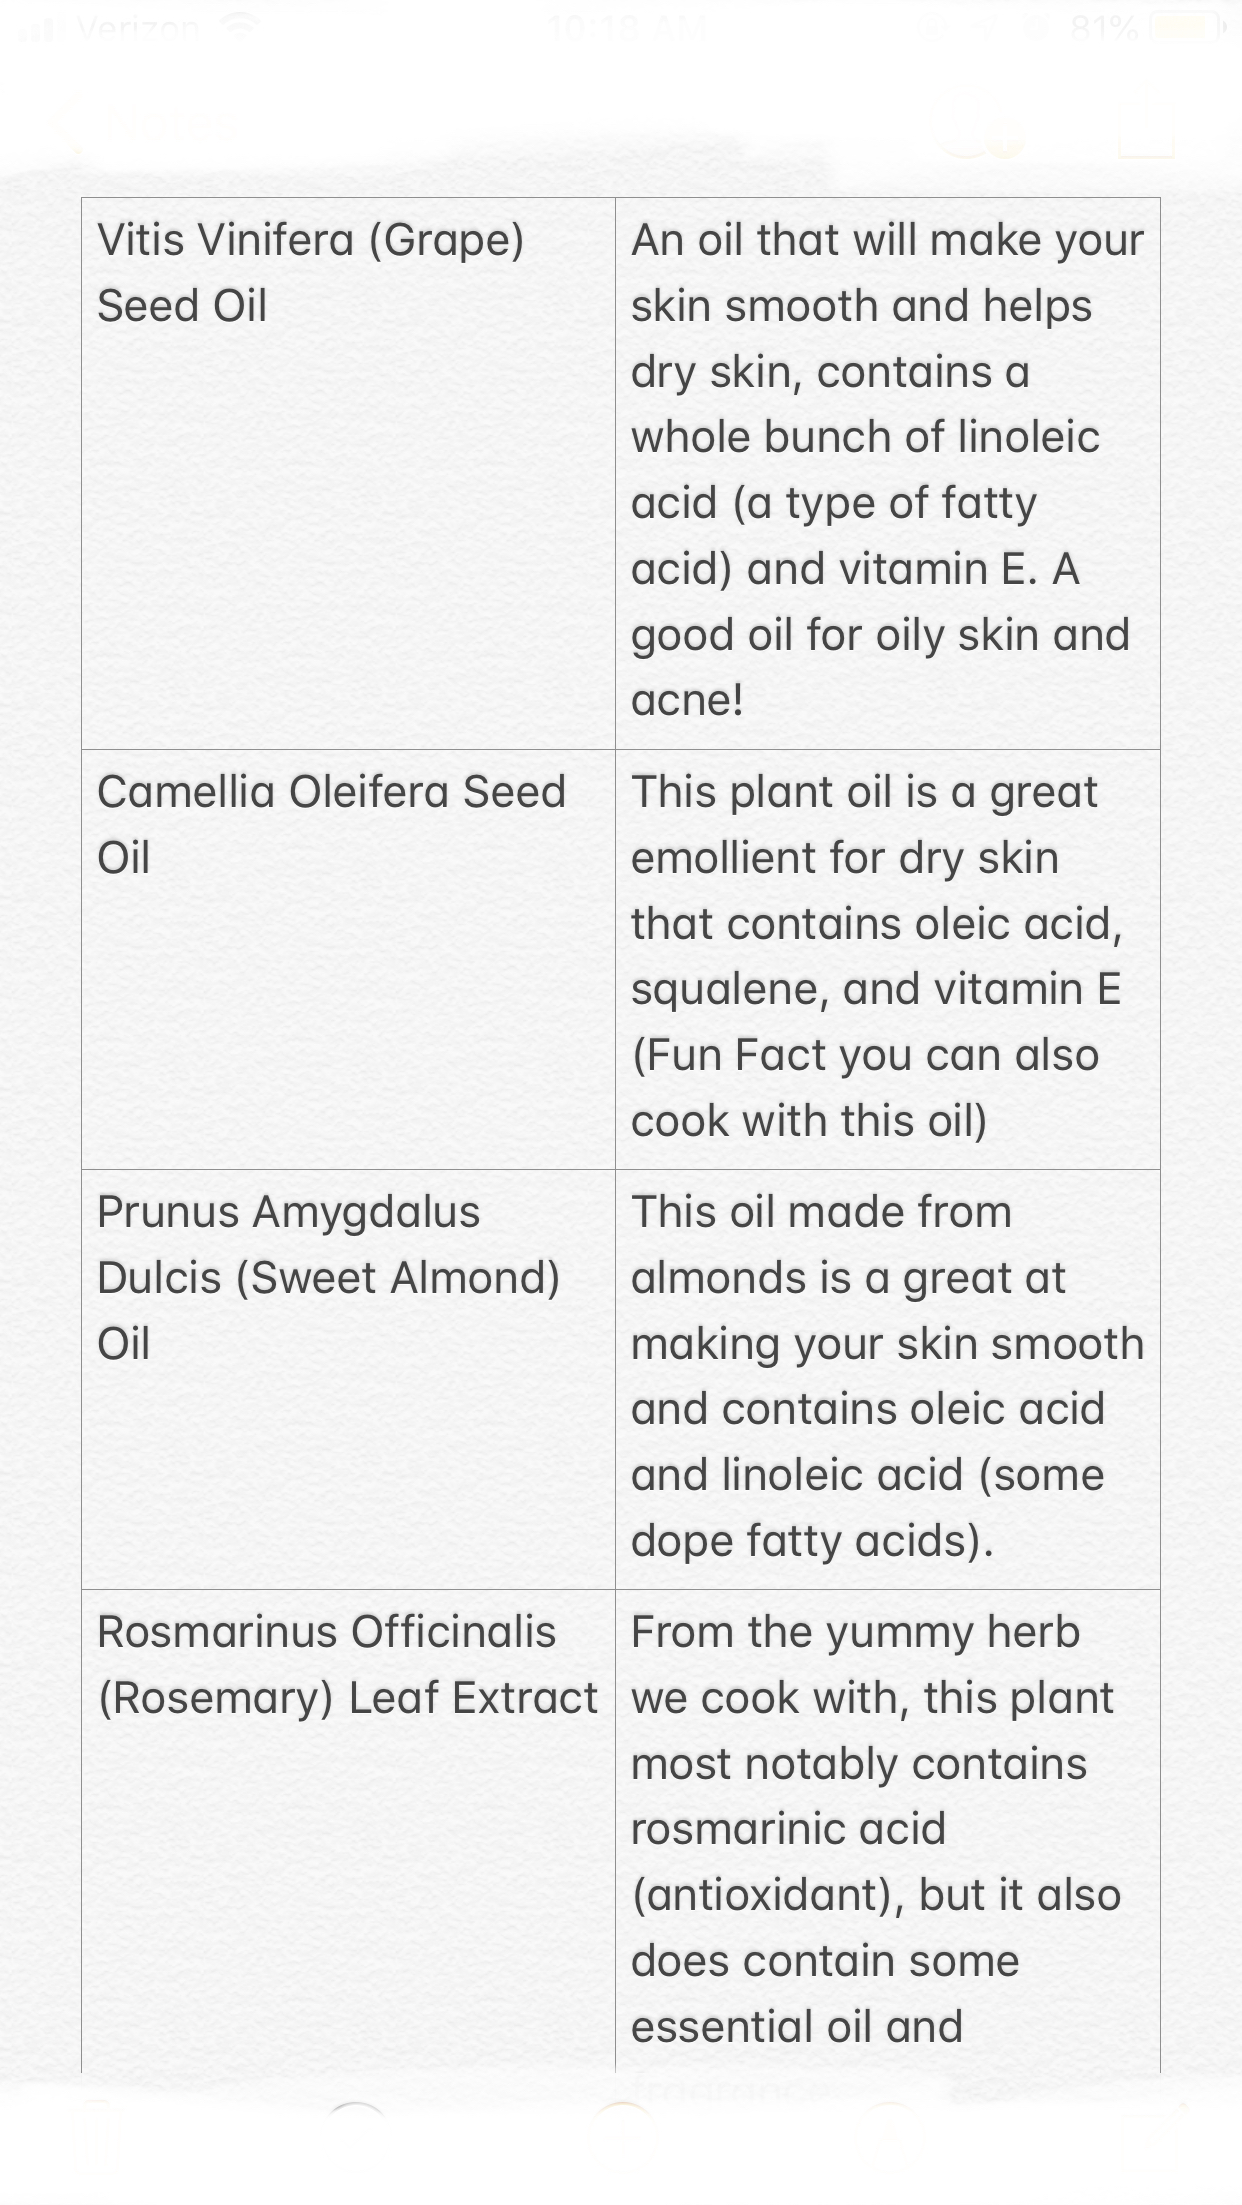 Verizon 10:18 AM 81%
Vitis Vinifera (Grape)
Seed Oil
An oil that will make your
skin smooth and helps
dry skin, contains a
whole bunch of linoleic
acid (a type of fatty
acid) and vitamin E. A
good oil for oily skin and
acne!
Camellia Oleifera Seed
Oil
This plant oil is a great
emollient for dry skin
that contains oleic acid,
squalene, and vitamin E
(Fun Fact you can also
cook with this oil)
Prunus Amygdalus
Dulcis (Sweet Almond)
Oil
This oil made from
almonds is a great at
making your skin smooth
and contains oleic acid
and linoleic acid (some
dope fatty acids).
Rosmarinus Officinalis
(Rosemary) Leaf Extract
From the yummy herb
we cook with, this plant
most notably contains
rosmarinic acid
(antioxidant), but it also
does contain some
essential oil and